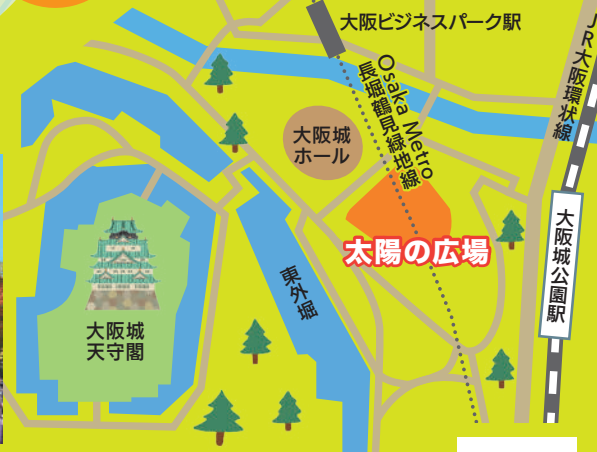 大阪ビジネスパーク駅
JR大阪環状線
Osaka Metro
長堀鶴見緑地線
大阪城
ホール
太陽の広場
大阪城公園駅
東外堀
大阪城
天守閣